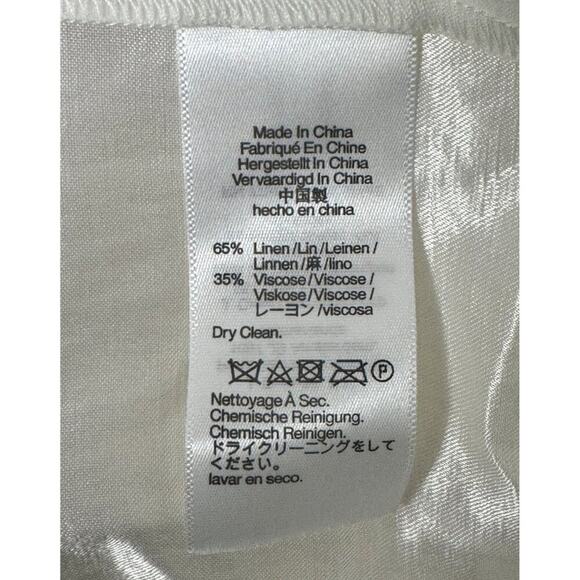 Made In China
Fabriqué En Chine
Hergestellt In China
Vervaardigd In China
中国製
hecho en china
65% Linen /Lin /Leinen /
Linnen /麻 /lino
35% Viscose /Viscose /
Viskose /Viscose /
レーヨン /viscosa
Dry Clean.
P
Nettoyage À Sec.
Chemische Reinigung.
Chemisch Reinigen.
ドライクリーニングをして
ください。
lavar en seco.